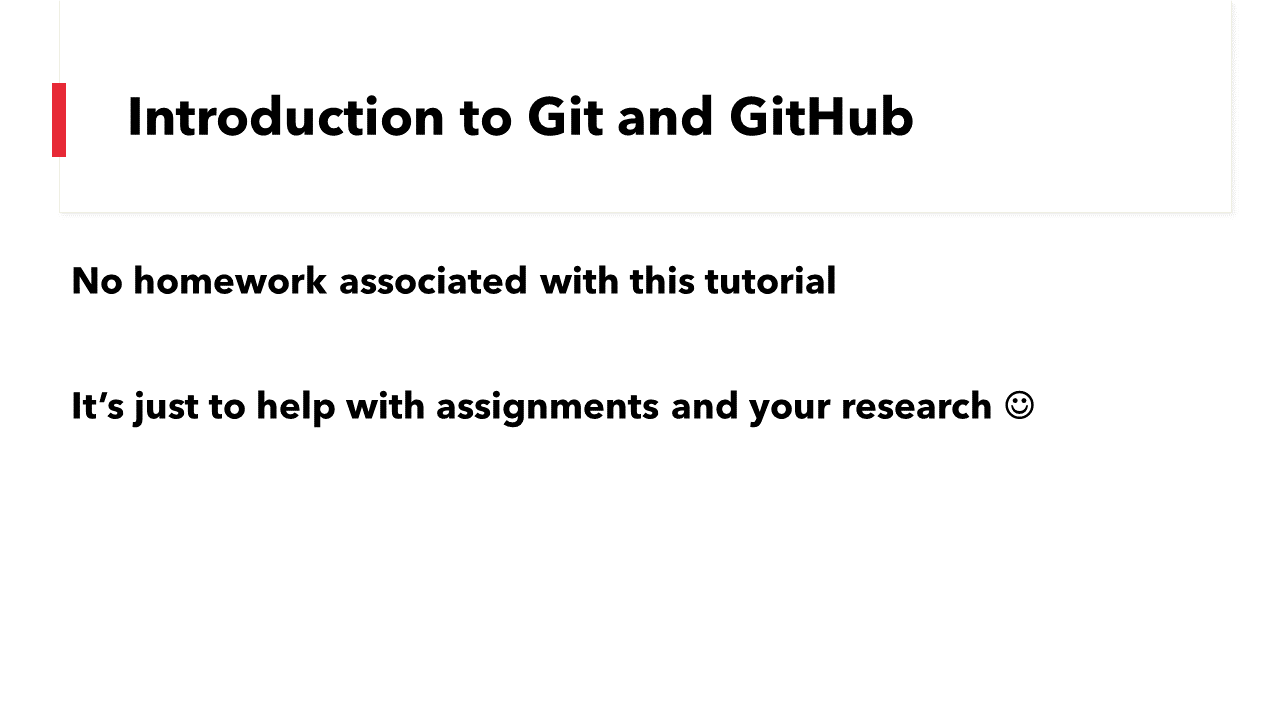 Introduction to Git and GitHub
No homework associated with this tutorial
It’s just to help with assignments and your research ☺